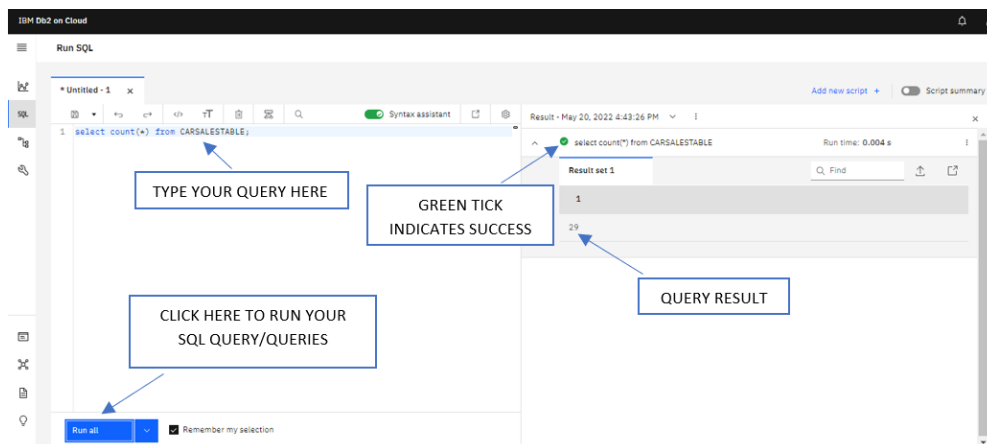 IBM Db2 on Cloud
Run SQL
* Untitled - 1 x
Add new script +
Script summary
SQL
Syntax assistant
Result - May 20, 2022 4:43:26 PM
1 select count(*) from CARSALESTABLE;
select count(*) from CARSALESTABLE
Run time: 0.004 s
Result set 1
Find
TYPE YOUR QUERY HERE
GREEN TICK
INDICATES SUCCESS
1
29
QUERY RESULT
CLICK HERE TO RUN YOUR
SQL QUERY/QUERIES
Run all
Remember my selection